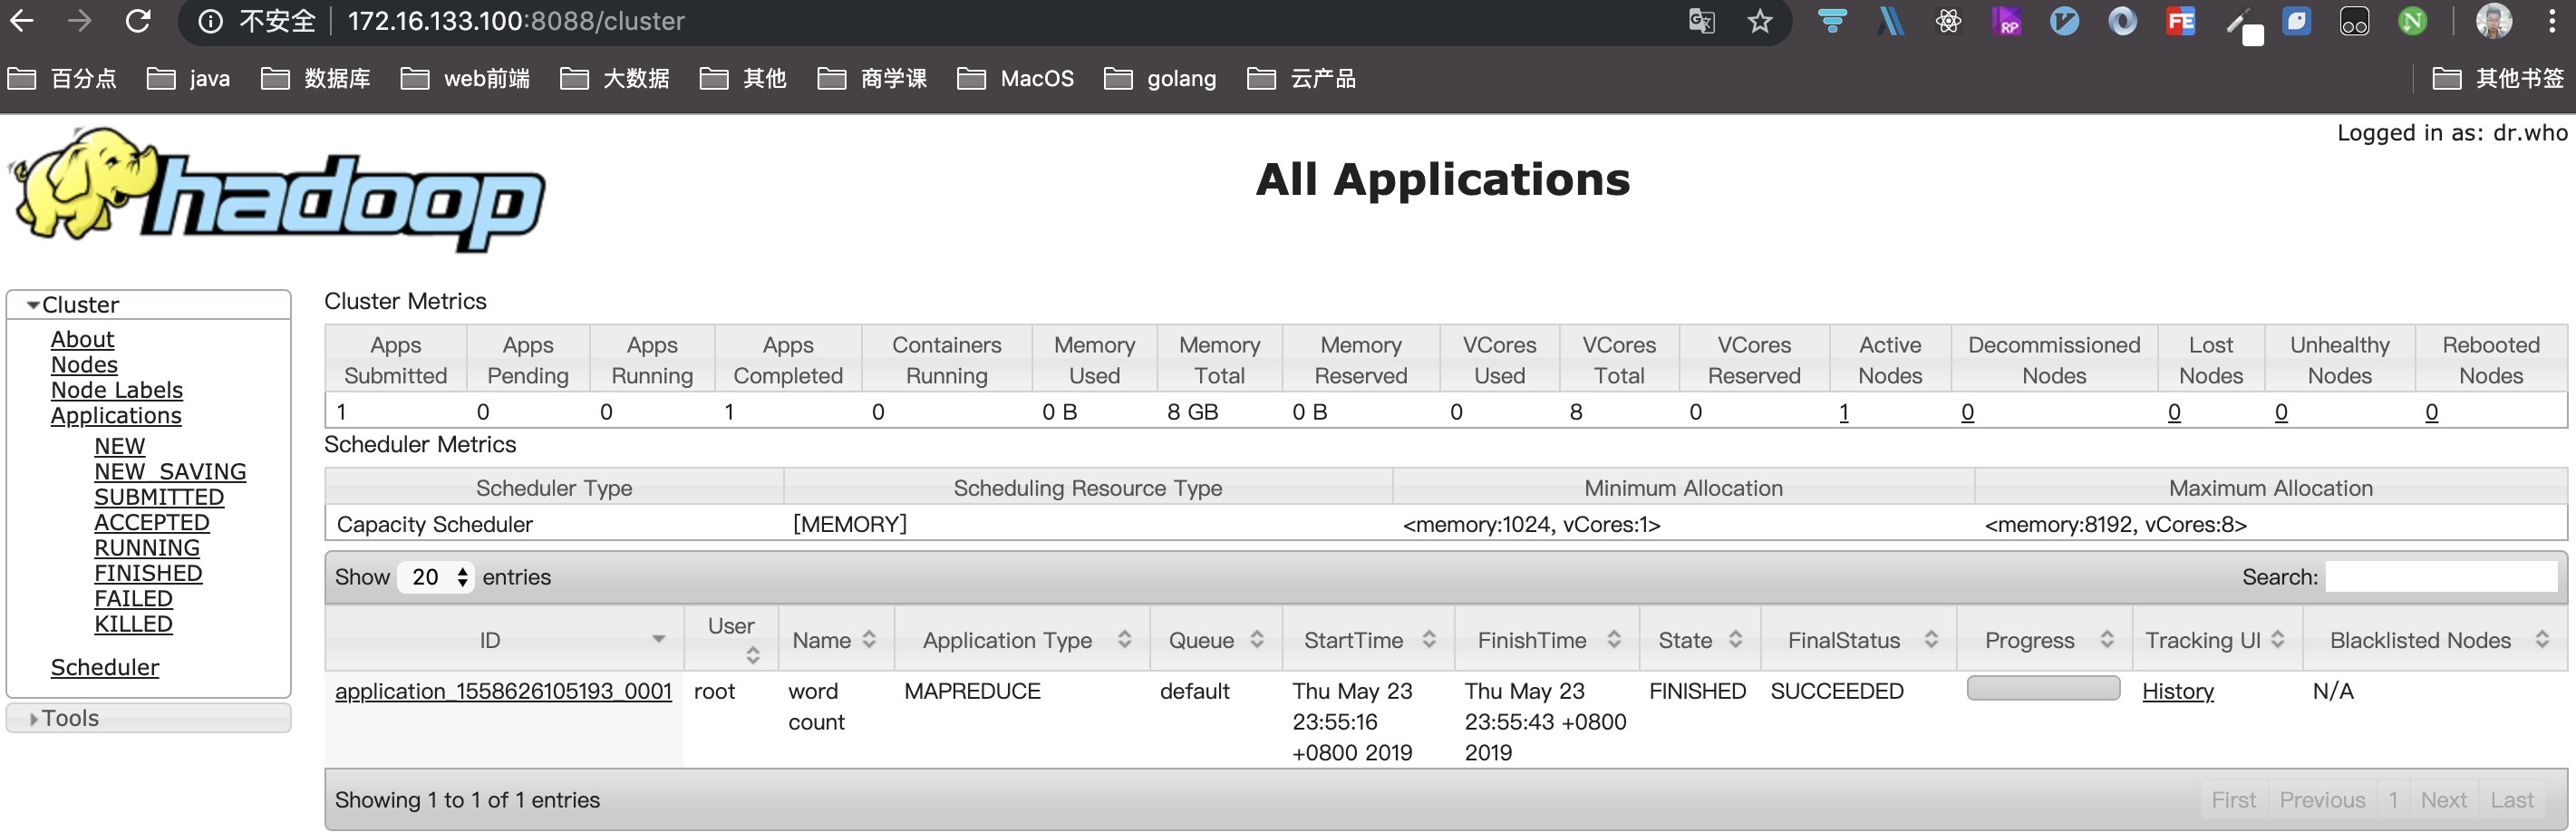 不安全 172.16.133.100:8088/cluster
百分点 java 数据库 web前端 大数据 其他 商学课 MacOS golang 云产品 其他书签
Logged in as: dr.who
hadoop
All Applications
Cluster
About
Nodes
Node Labels
Applications
NEW
NEW_SAVING
SUBMITTED
ACCEPTED
RUNNING
FINISHED
FAILED
KILLED
Scheduler
Tools
Cluster Metrics
Apps Submitted Apps Pending Apps Running Apps Completed Containers Running Memory Used Memory Total Memory Reserved VCores Used VCores Total VCores Reserved Active Nodes Decommissioned Nodes Lost Nodes Unhealthy Nodes Rebooted Nodes
1 0 0 1 0 0 B 8 GB 0 B 0 8 0 1 0 0 0 0
Scheduler Metrics
Scheduler Type Scheduling Resource Type Minimum Allocation Maximum Allocation
Capacity Scheduler [MEMORY] <memory:1024, vCores:1> <memory:8192, vCores:8>
Show 20 entries Search:
ID User Name Application Type Queue StartTime FinishTime State FinalStatus Progress Tracking UI Blacklisted Nodes
application_1558626105193_0001 root word count MAPREDUCE default Thu May 23 23:55:16 +0800 2019 Thu May 23 23:55:43 +0800 2019 FINISHED SUCCEEDED History N/A
Showing 1 to 1 of 1 entries First Previous 1 Next Last